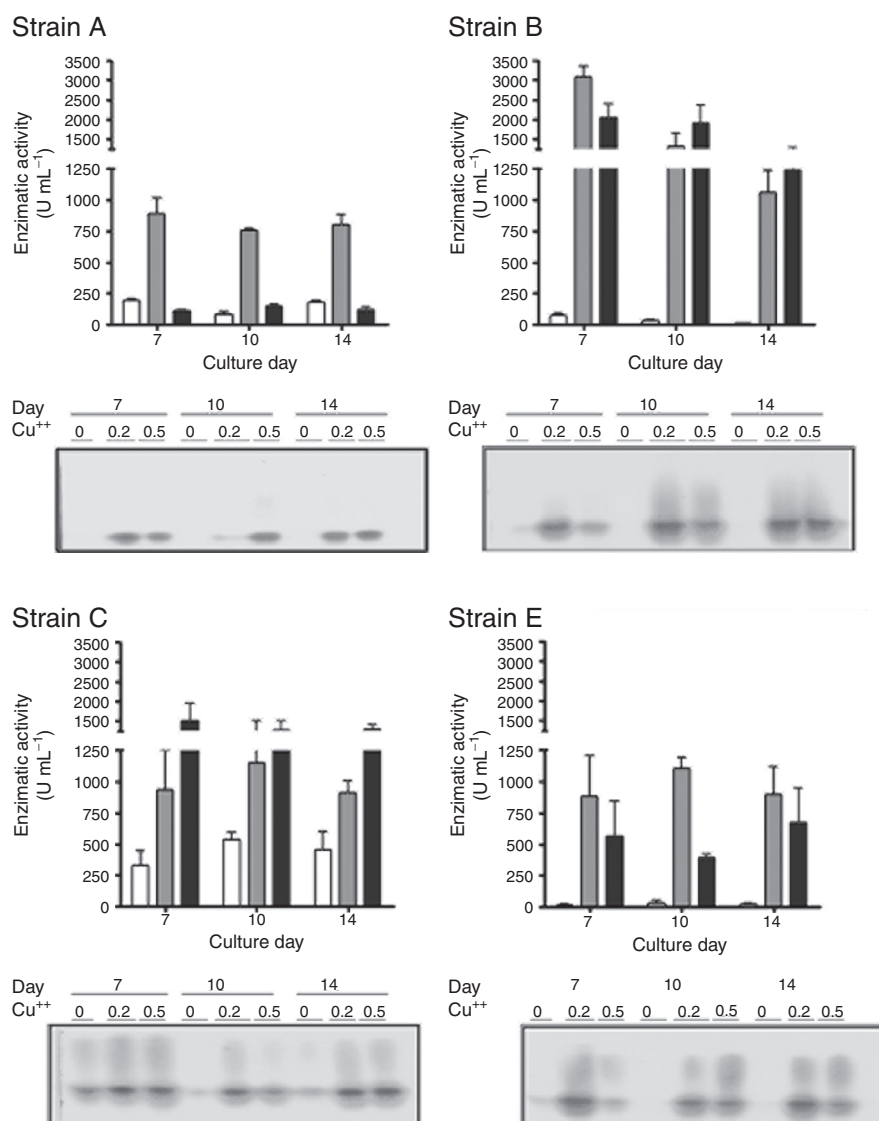 Strain A
3500
3000
2500
2000
1500
1250
1000
750
500
250
0
Enzimatic activity
(U mL⁻¹)
7 10 14
Culture day
Day 7 10 14
Cu⁺⁺ 0 0.2 0.5 0 0.2 0.5 0 0.2 0.5
Strain B
3500
3000
2500
2000
1500
1250
1000
750
500
250
0
Enzimatic activity
(U mL⁻¹)
7 10 14
Culture day
Day 7 10 14
Cu⁺⁺ 0 0.2 0.5 0 0.2 0.5 0 0.2 0.5
Strain C
3500
3000
2500
2000
1500
1250
1000
750
500
250
0
Enzimatic activity
(U mL⁻¹)
7 10 14
Culture day
Day 7 10 14
Cu⁺⁺ 0 0.2 0.5 0 0.2 0.5 0 0.2 0.5
Strain E
3500
3000
2500
2000
1500
1250
1000
750
500
250
0
Enzimatic activity
(U mL⁻¹)
7 10 14
Culture day
Day 7 10 14
Cu⁺⁺ 0 0.2 0.5 0 0.2 0.5 0 0.2 0.5